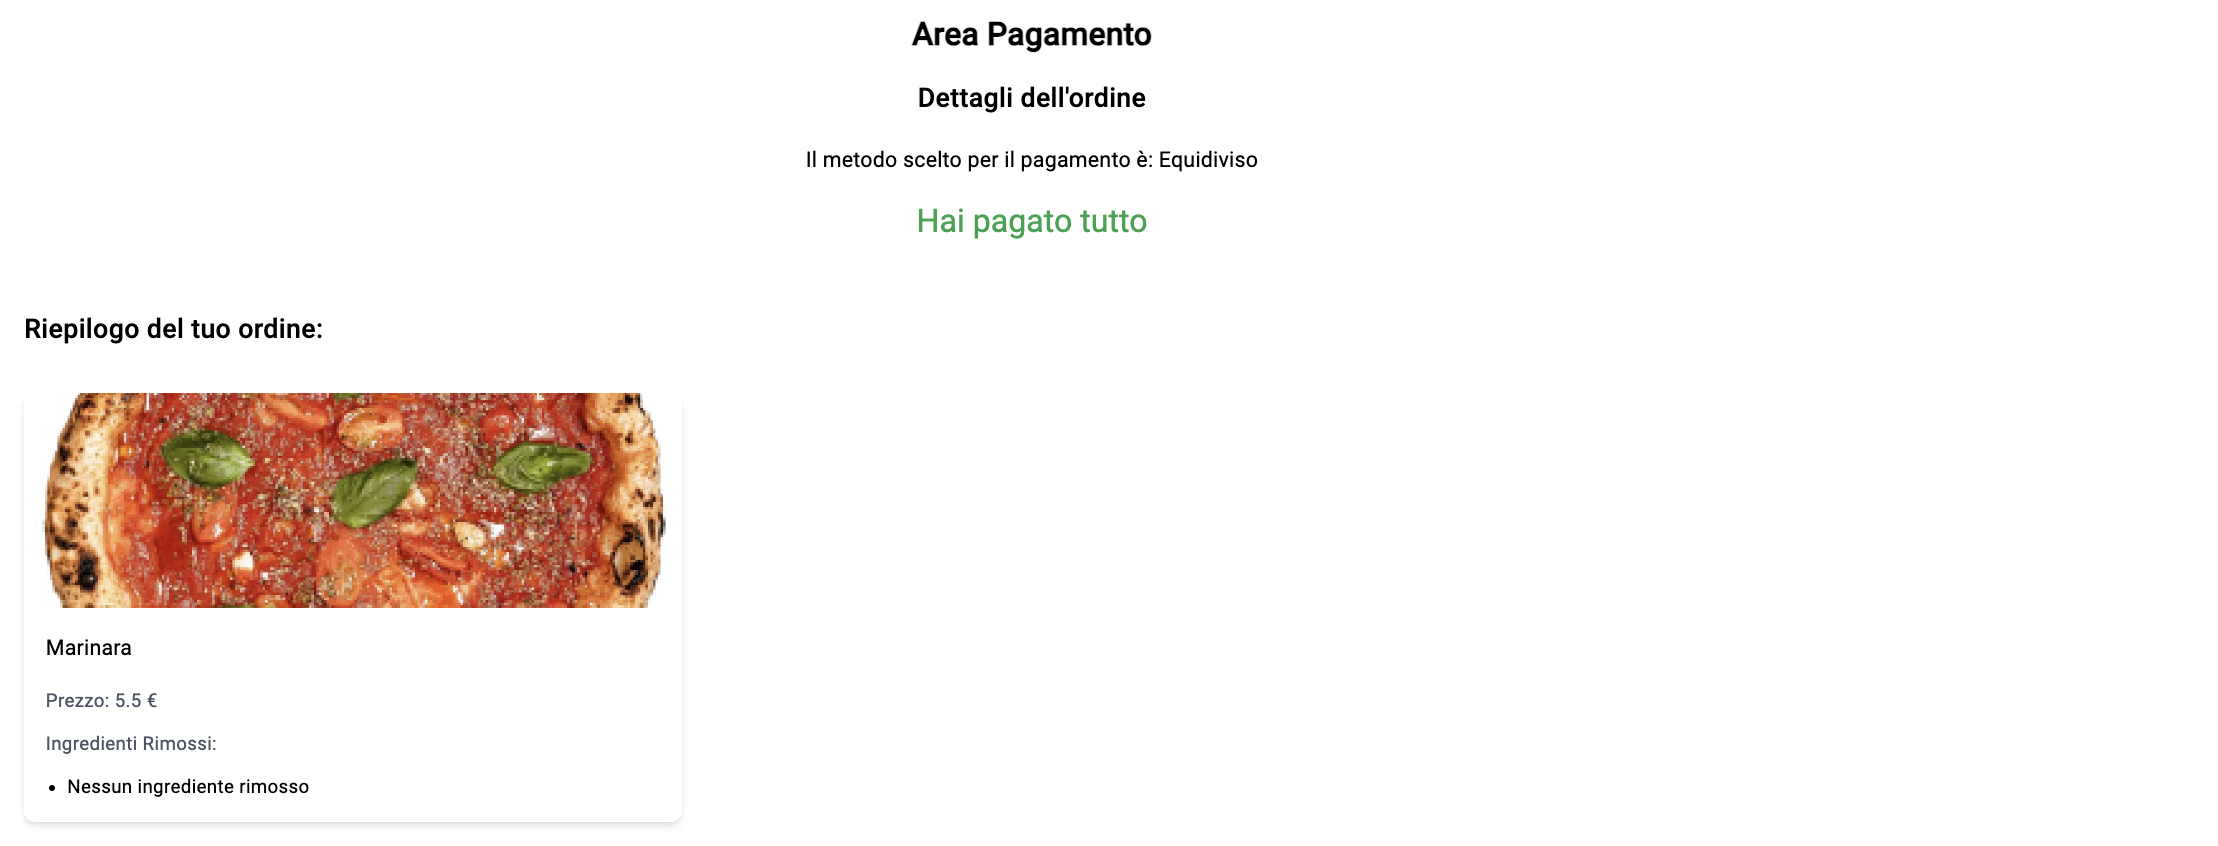 Area Pagamento
Dettagli dell'ordine
Il metodo scelto per il pagamento è: Equidiviso
Hai pagato tutto
Riepilogo del tuo ordine:
Marinara
Prezzo: 5.5 €
Ingredienti Rimossi:
• Nessun ingrediente rimosso